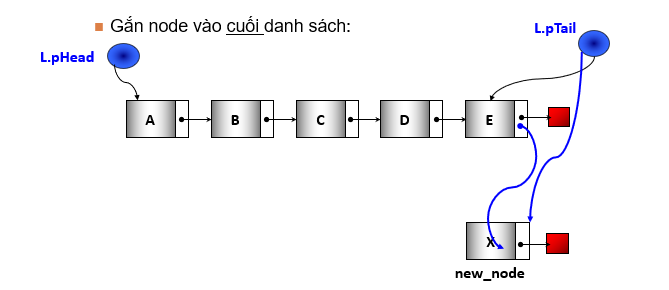 Gắn node vào cuối danh sách:
L.pTail
L.pHead
A B C D E
X
new_node